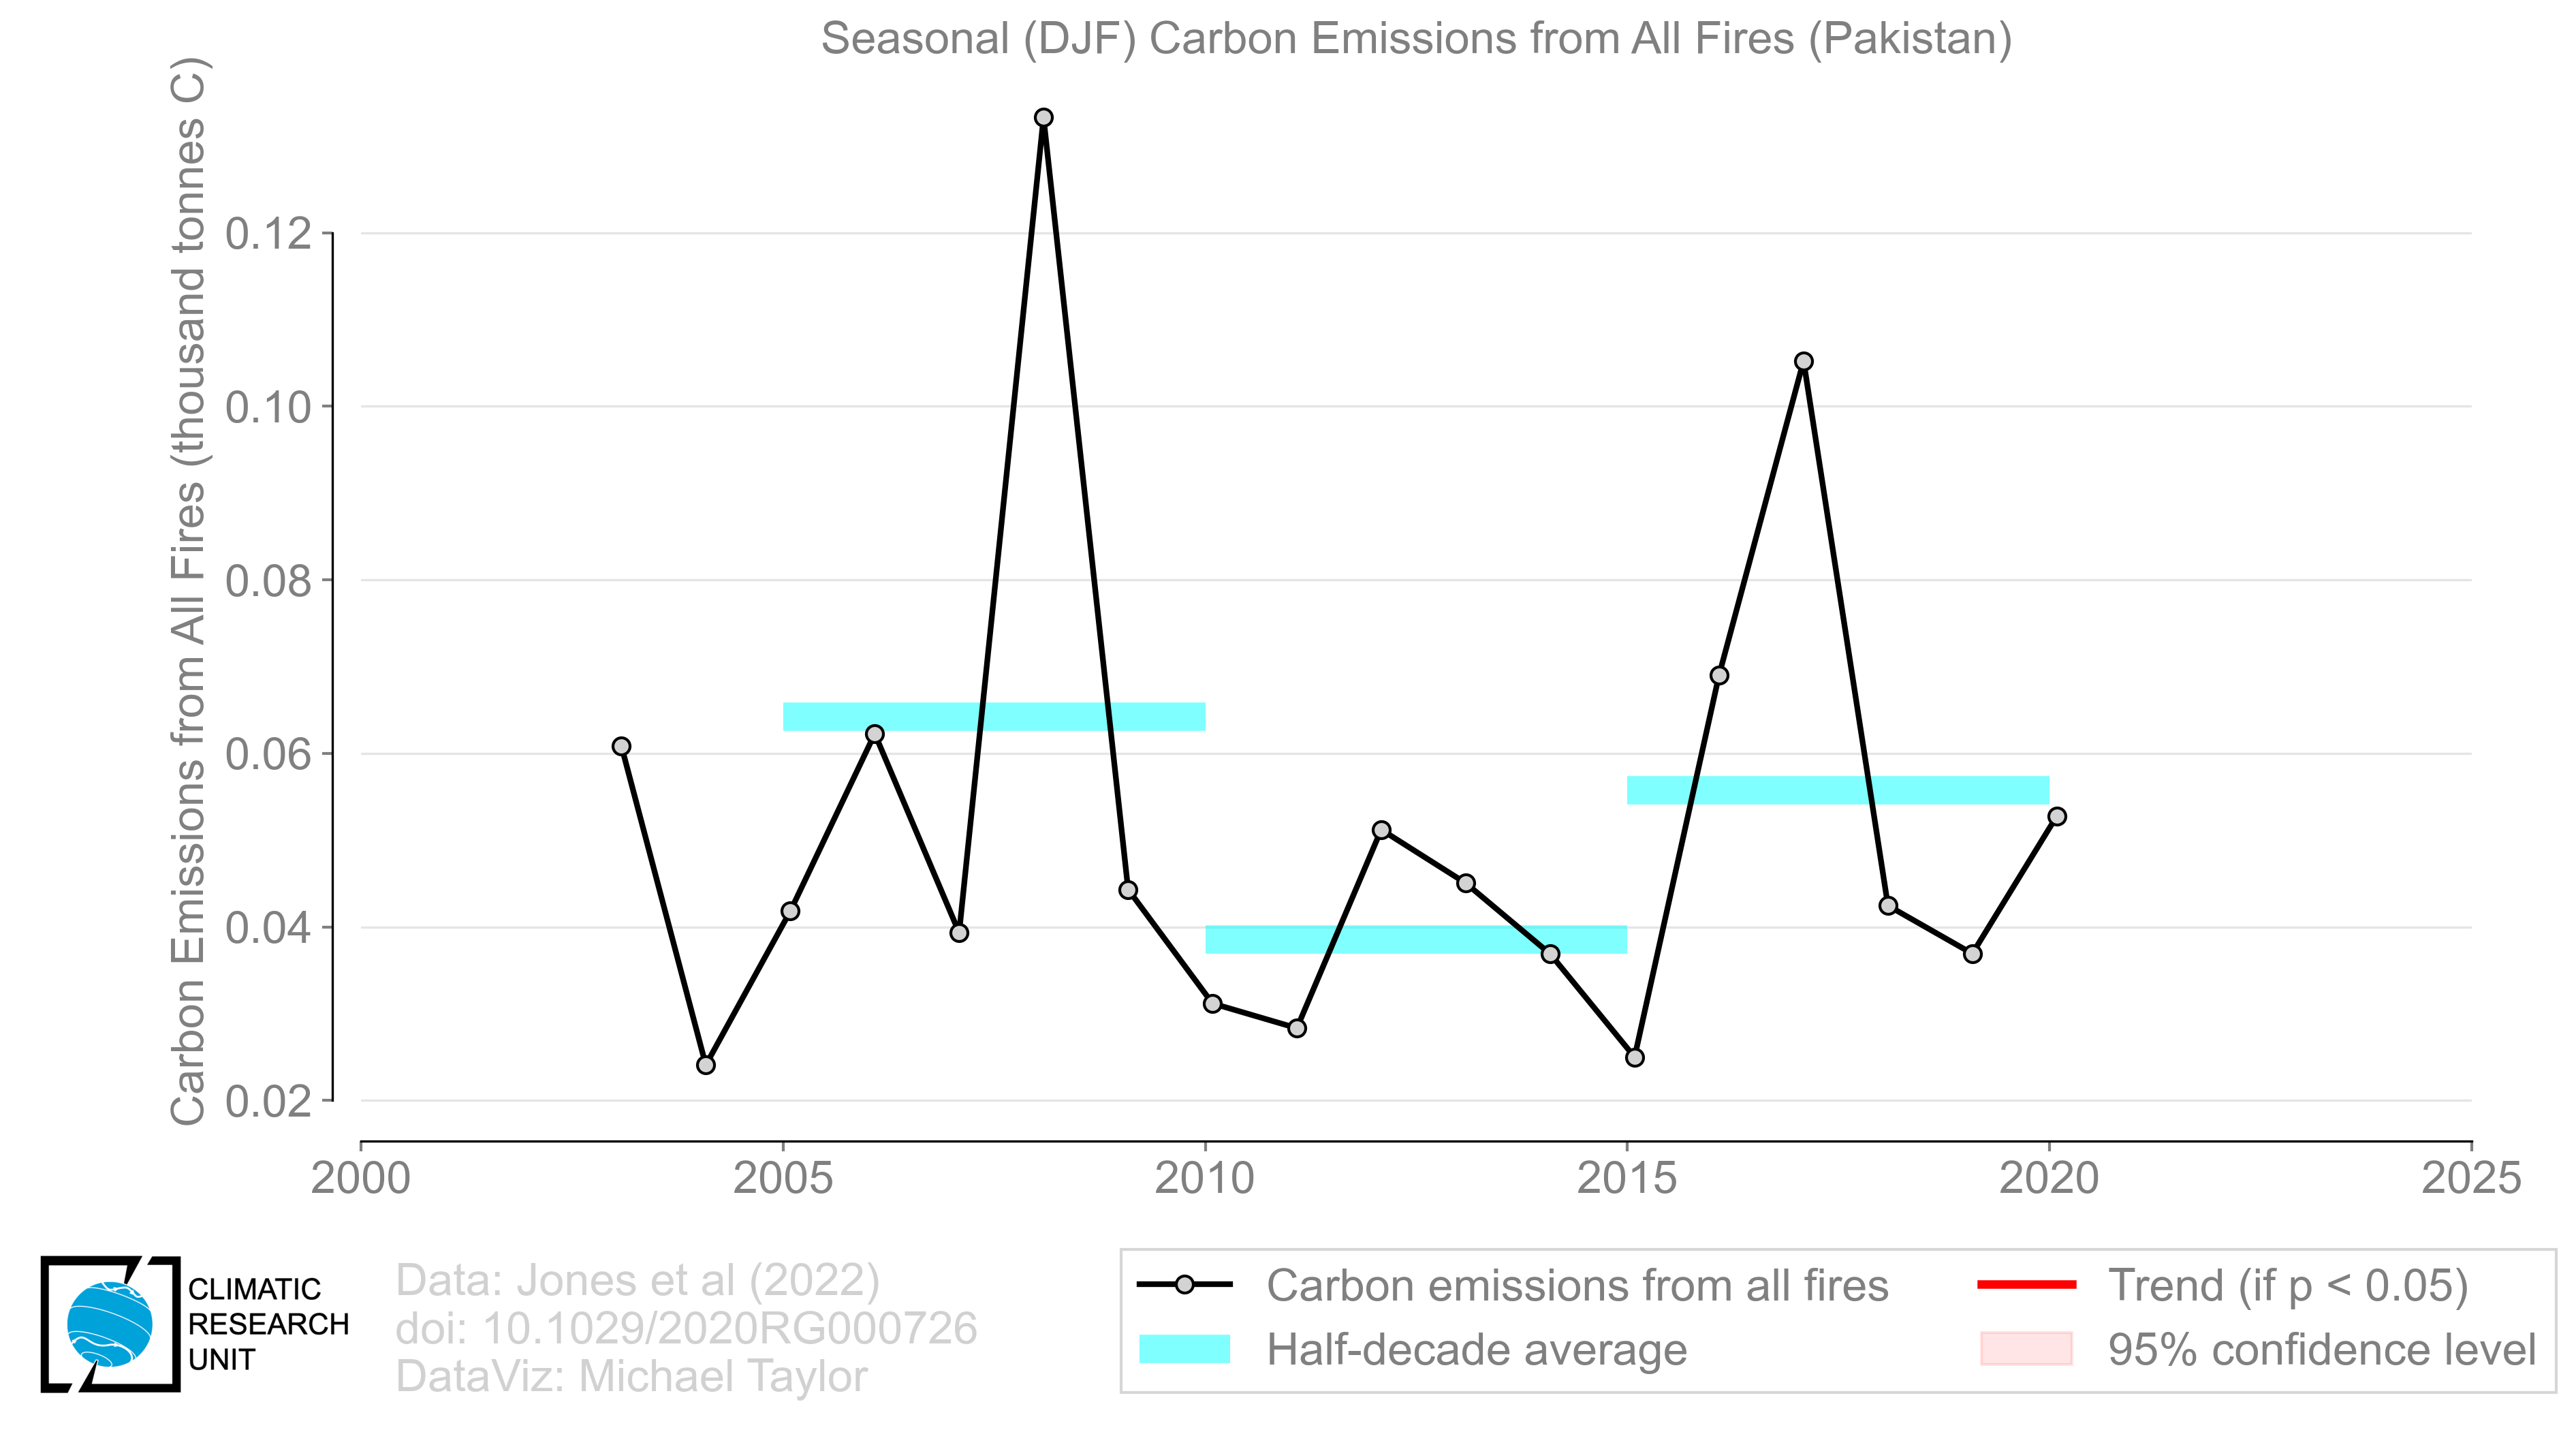 Seasonal (DJF) Carbon Emissions from All Fires (Pakistan)
Carbon Emissions from All Fires (thousand tonnes C)
0.12
0.10
0.08
0.06
0.04
0.02
2000 2005 2010 2015 2020 2025
CLIMATIC
RESEARCH
UNIT
Data: Jones et al (2022)
doi: 10.1029/2020RG000726
DataViz: Michael Taylor
Carbon emissions from all fires
Half-decade average
Trend (if p < 0.05)
95% confidence level